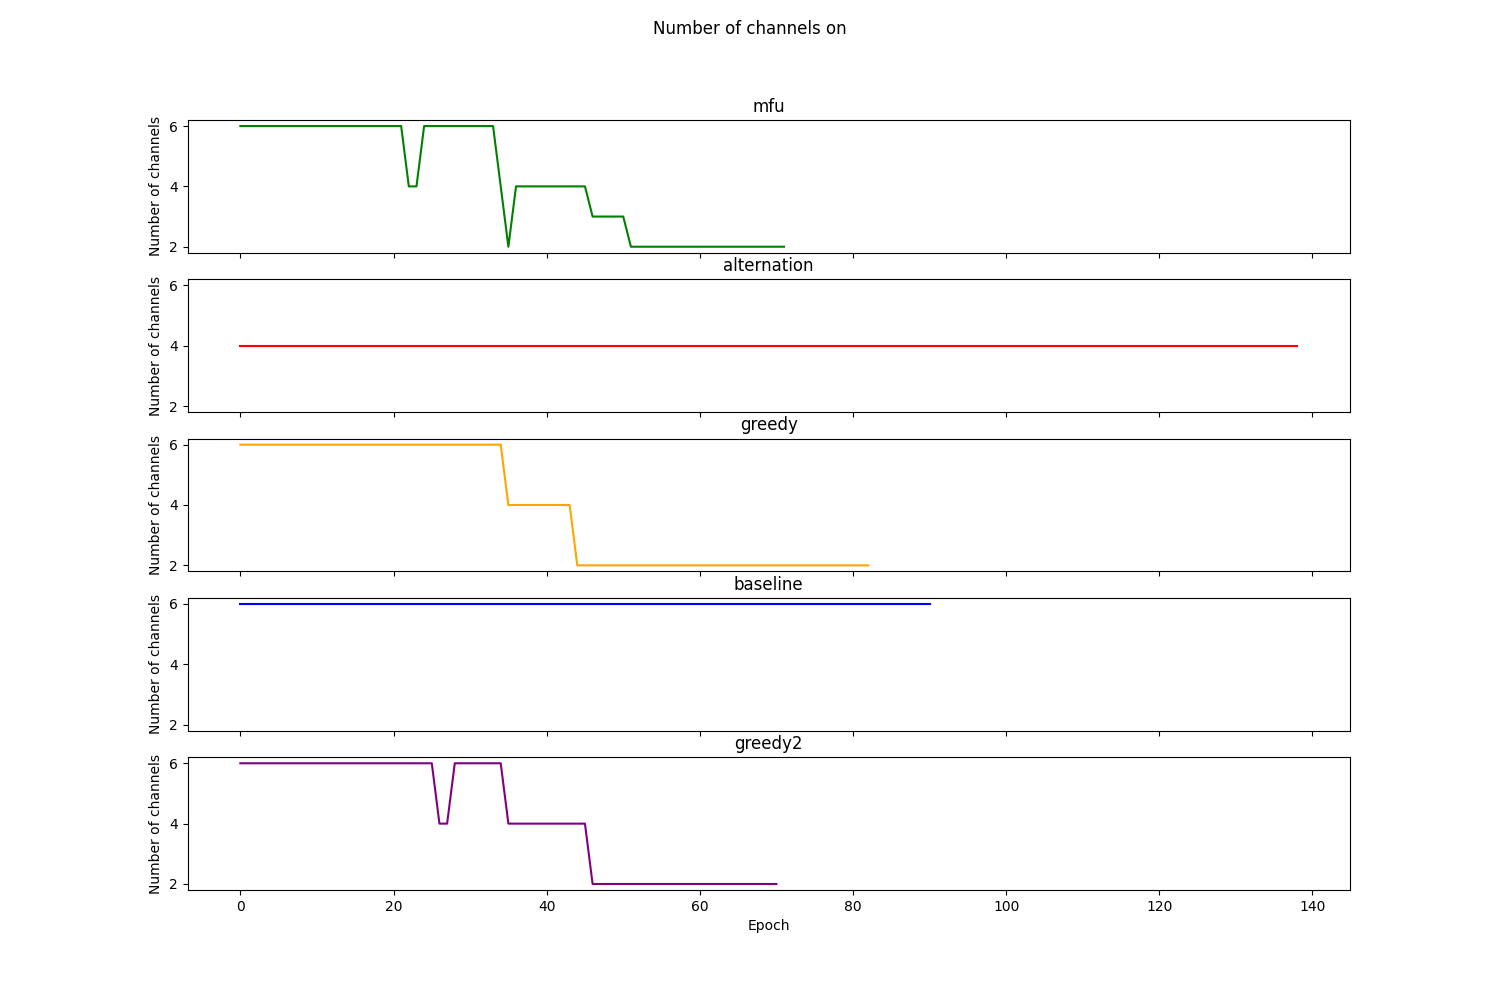 Number of channels on
mfu
Number of channels
6
4
2
alternation
Number of channels
6
4
2
greedy
Number of channels
6
4
2
baseline
Number of channels
6
4
2
greedy2
Number of channels
6
4
2
0 20 40 60 80 100 120 140
Epoch